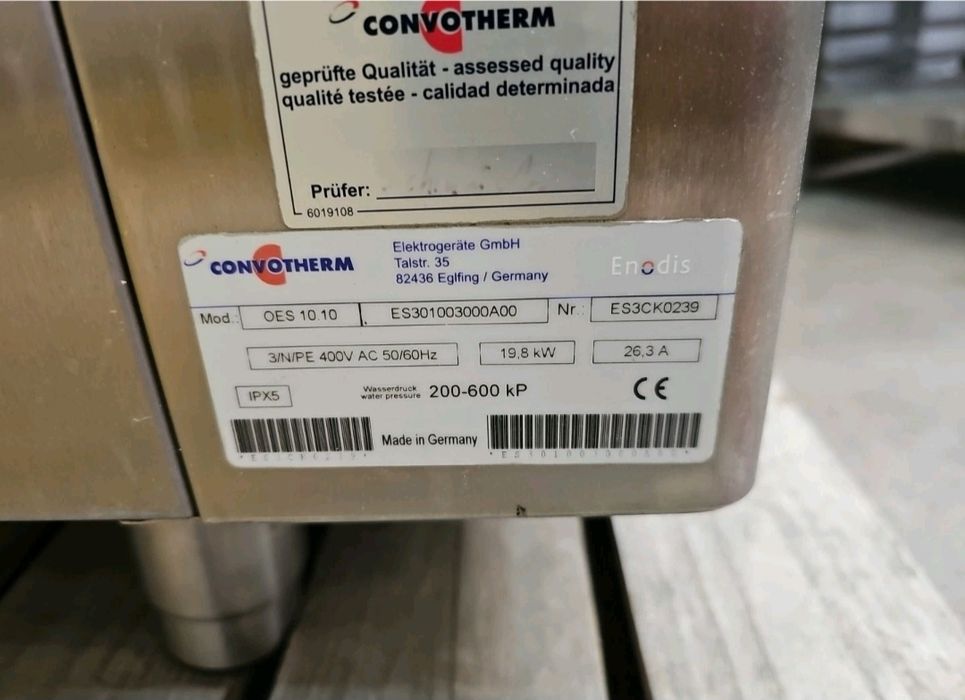 CONVOTHERM
geprüfte Qualität - assessed quality
qualité testée - calidad determinada
Prüfer:
6019108
CONVOTHERM
Elektrogeräte GmbH
Talstr. 35
82436 Eglfing / Germany
Enodis
Mod.: OES 10.10 ES301003000A00 Nr.: ES3CK0239
3/N/PE 400V AC 50/60Hz 19,8 kW 26,3 A
IPX5 Wasserdruck
water pressure 200-600 kP CE
Made in Germany